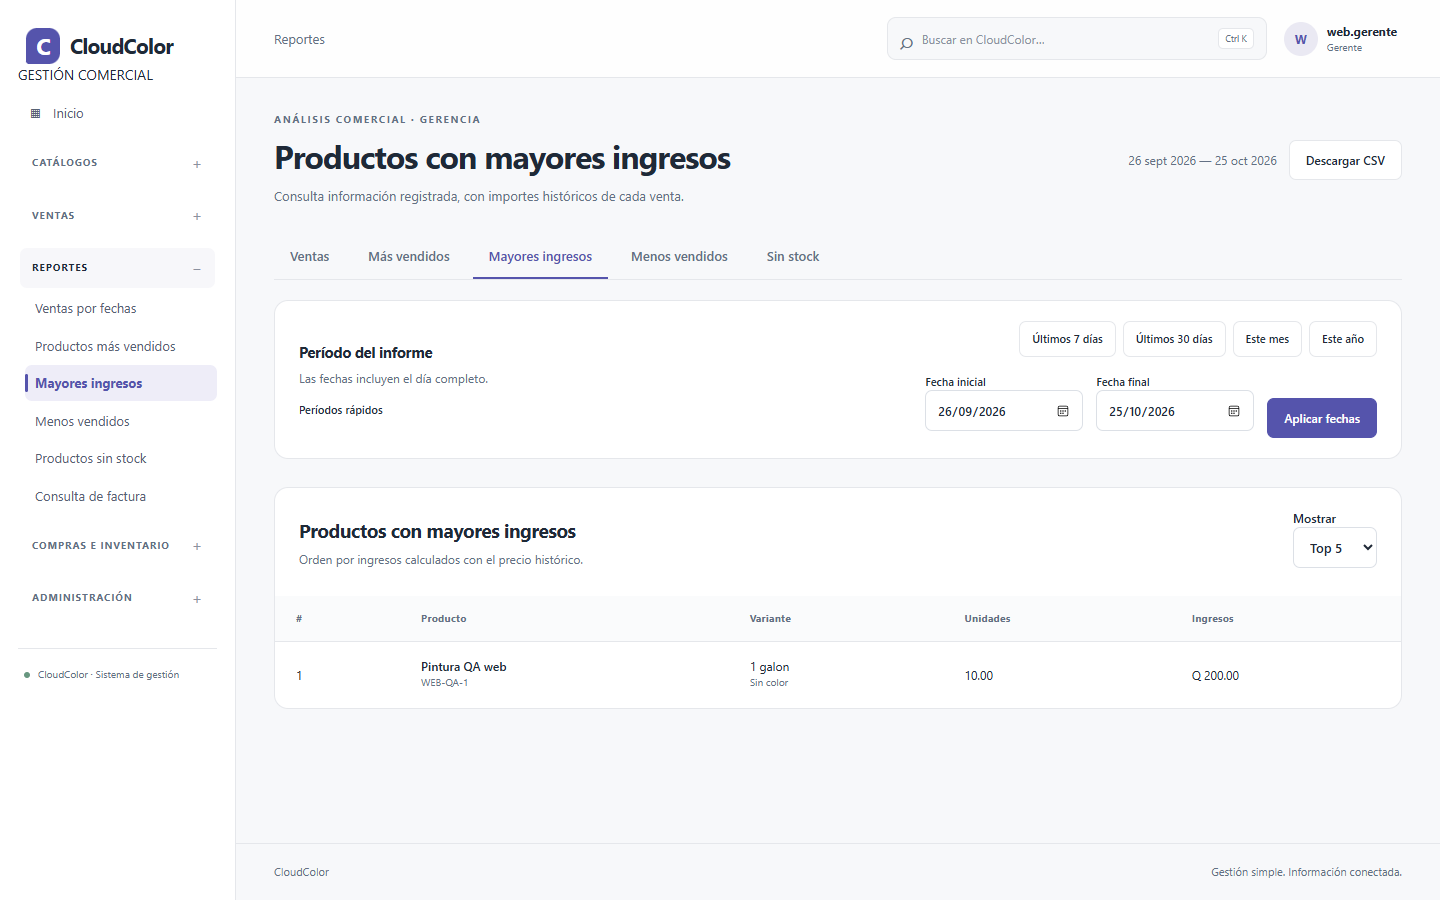 C CloudColor
GESTIÓN COMERCIAL
Inicio
CATÁLOGOS +
VENTAS +
REPORTES –
Ventas por fechas
Productos más vendidos
Mayores ingresos
Menos vendidos
Productos sin stock
Consulta de factura
COMPRAS E INVENTARIO +
ADMINISTRACIÓN +
CloudColor · Sistema de gestión
Reportes
Buscar en CloudColor... Ctrl K
W
web.gerente
Gerente
ANÁLISIS COMERCIAL · GERENCIA
Productos con mayores ingresos
Consulta información registrada, con importes históricos de cada venta.
26 sept 2026 — 25 oct 2026
Descargar CSV
Ventas Más vendidos Mayores ingresos Menos vendidos Sin stock
Período del informe
Las fechas incluyen el día completo.
Períodos rápidos
Últimos 7 días Últimos 30 días Este mes Este año
Fecha inicial Fecha final
26/09/2026 25/10/2026
Aplicar fechas
Productos con mayores ingresos
Orden por ingresos calculados con el precio histórico.
Mostrar
Top 5
# Producto Variante Unidades Ingresos
1 Pintura QA web 1 galon 10.00 Q 200.00
WEB-QA-1 Sin color
CloudColor
Gestión simple. Información conectada.